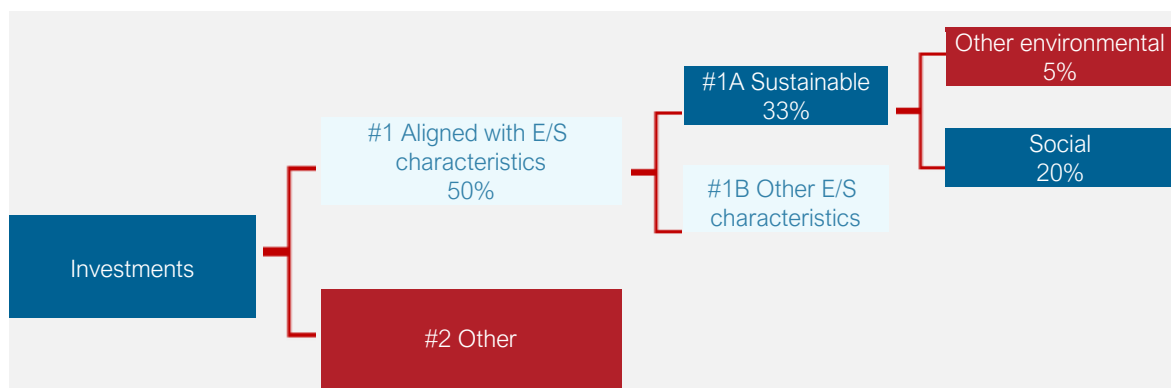 Investments
#1 Aligned with E/S
characteristics
50%
#2 Other
#1A Sustainable
33%
#1B Other E/S
characteristics
Other environmental
5%
Social
20%